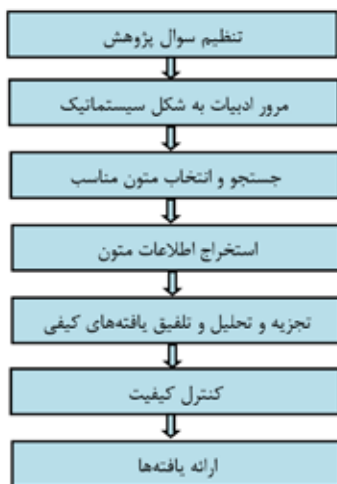 تنظیم سوال پژوهش
مرور ادبیات به شکل سیستماتیک
جستجو و انتخاب متون مناسب
استخراج اطلاعات متون
تجزیه و تحلیل و تلفیق یافته‌های کیفی
کنترل کیفیت
ارائه یافته‌ها